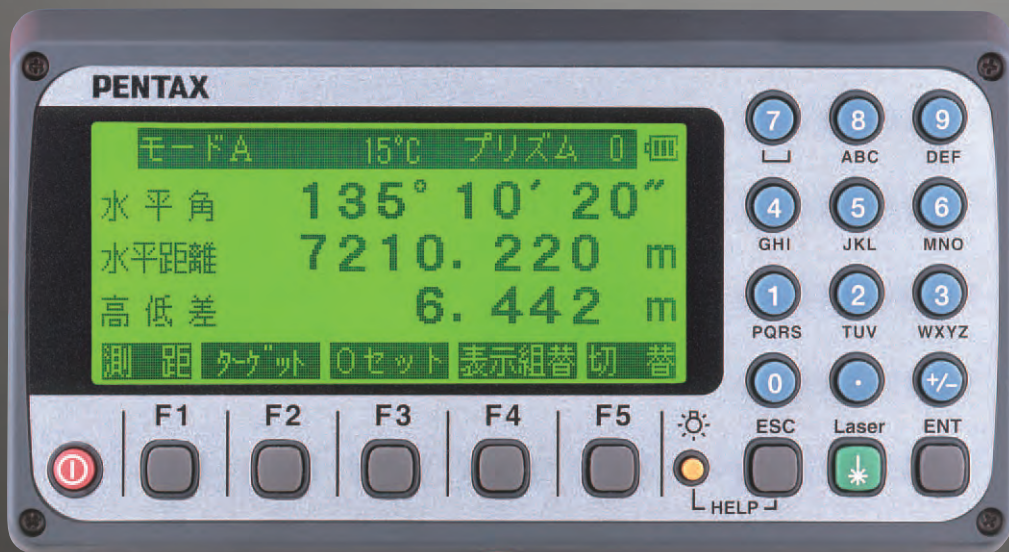 PENTAX
モードA 15℃ プリズム 0
水平角 135° 10′ 20″
水平距離 7210.220 m
高低差 6.442 m
測距 ターゲット 0セット 表示組替 切替
F1 F2 F3 F4 F5
7 8 9
ABC DEF
4 5 6
GHI JKL MNO
1 2 3
PQRS TUV WXYZ
0 . +/-
ESC Laser ENT
HELP